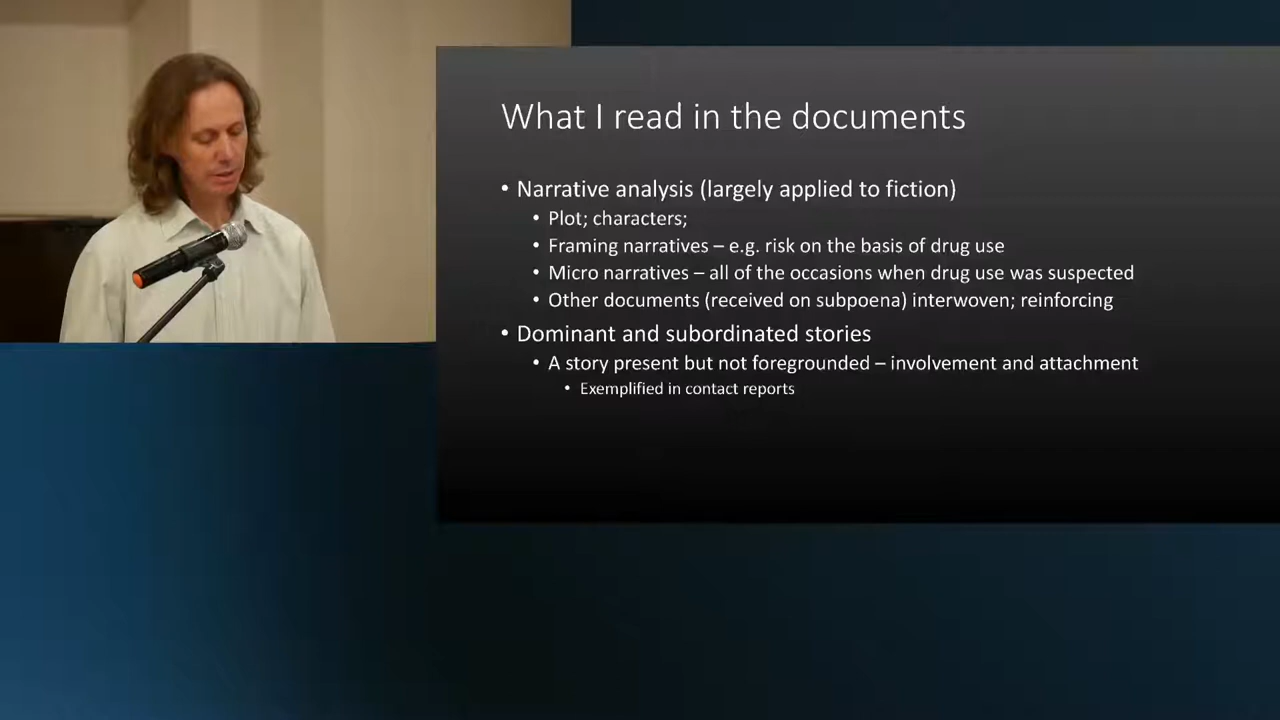 What I read in the documents
• Narrative analysis (largely applied to fiction)
• Plot; characters;
• Framing narratives – e.g. risk on the basis of drug use
• Micro narratives – all of the occasions when drug use was suspected
• Other documents (received on subpoena) interwoven; reinforcing
• Dominant and subordinated stories
• A story present but not foregrounded – involvement and attachment
• Exemplified in contact reports